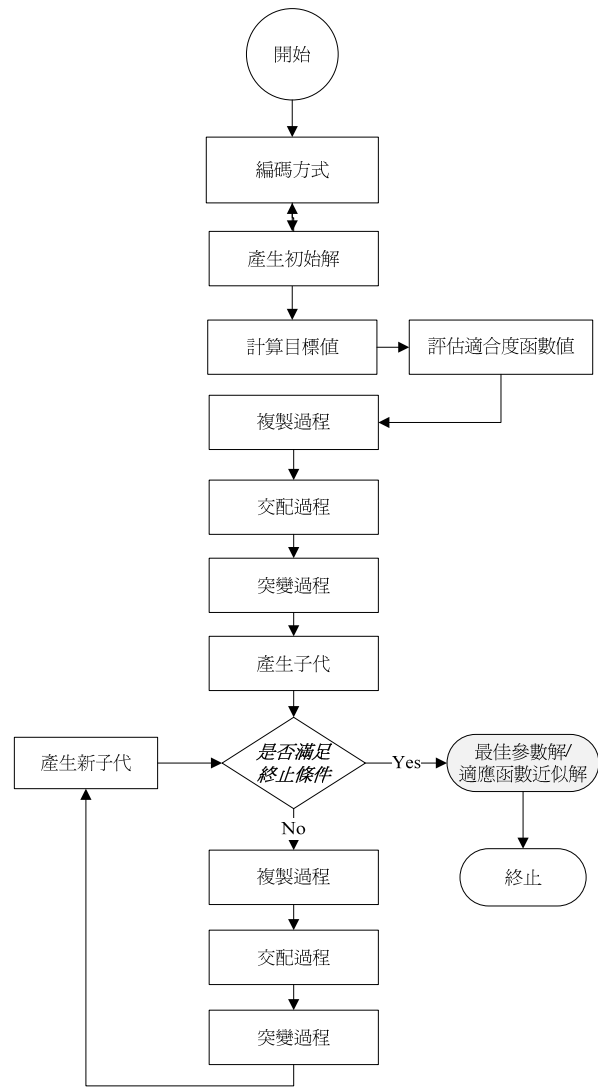 開始
編碼方式
產生初始解
計算目標值
評估適合度函數值
複製過程
交配過程
突變過程
產生子代
產生新子代
是否滿足
終止條件
Yes
最佳參數解/
適應函數近似解
No
終止
複製過程
交配過程
突變過程